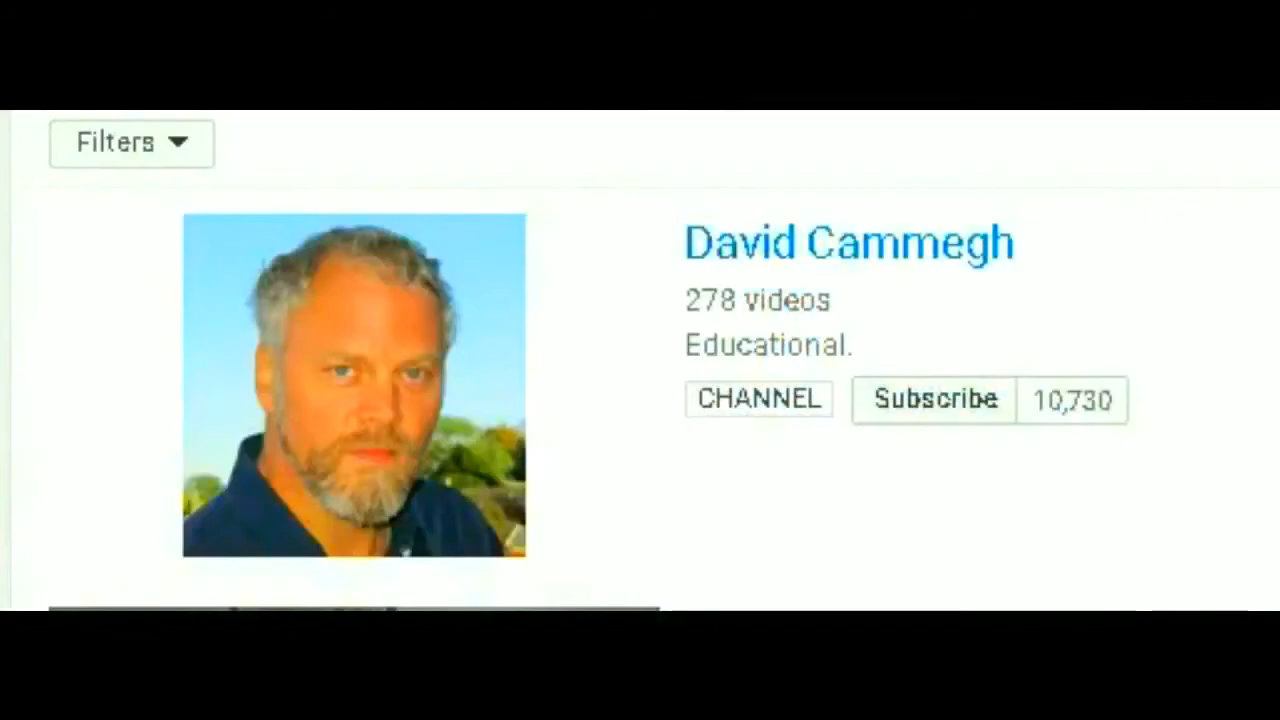 Filters
David Cammegh
278 videos
Educational.
CHANNEL
Subscribe 10,730